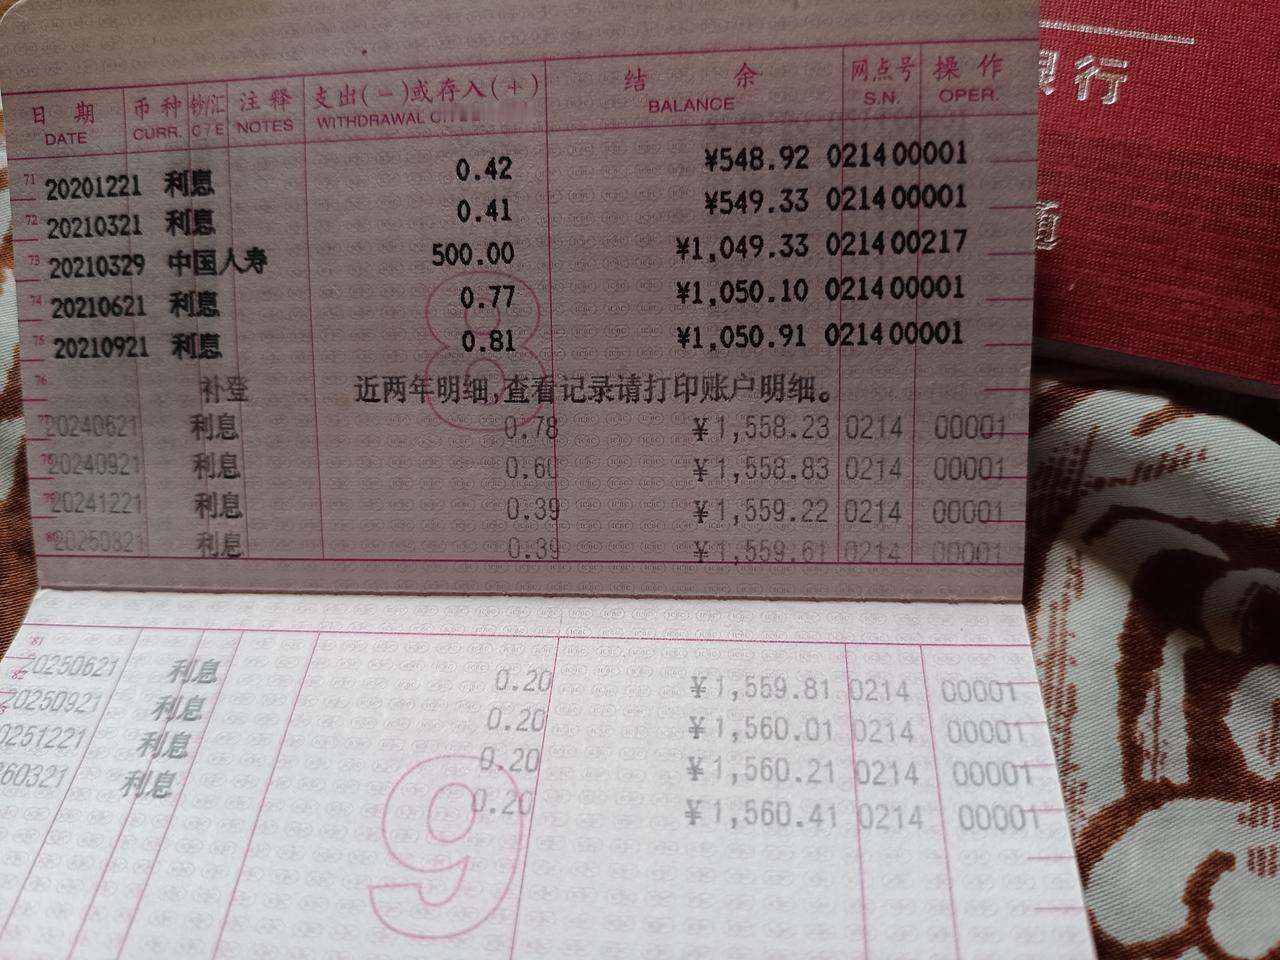 日期 币种 钞/汇 注释 支出(-)或存入(+) 结余 网点号 操作
DATE CURR. C/E NOTES WITHDRAWAL BALANCE S.N. OPER.
71 20201221 利息 0.42 ¥548.92 0214 00001
72 20210321 利息 0.41 ¥549.33 0214 00001
73 20210329 中国人寿 500.00 ¥1,049.33 0214 00217
74 20210621 利息 0.77 ¥1,050.10 0214 00001
75 20210921 利息 0.81 ¥1,050.91 0214 00001
76 补登 近两年明细,查看记录请打印账户明细。
77 20240621 利息 0.78 ¥1,558.23 0214 00001
78 20240921 利息 0.60 ¥1,558.83 0214 00001
79 20241221 利息 0.39 ¥1,559.22 0214 00001
80 20250321 利息 0.39 ¥1,559.61 0214 00001
8
81 20250621 利息 0.20 ¥1,559.81 0214 00001
82 20250921 利息 0.20 ¥1,560.01 0214 00001
0251221 利息 0.20 ¥1,560.21 0214 00001
260321 利息 0.20 ¥1,560.41 0214 00001
9
银行
通